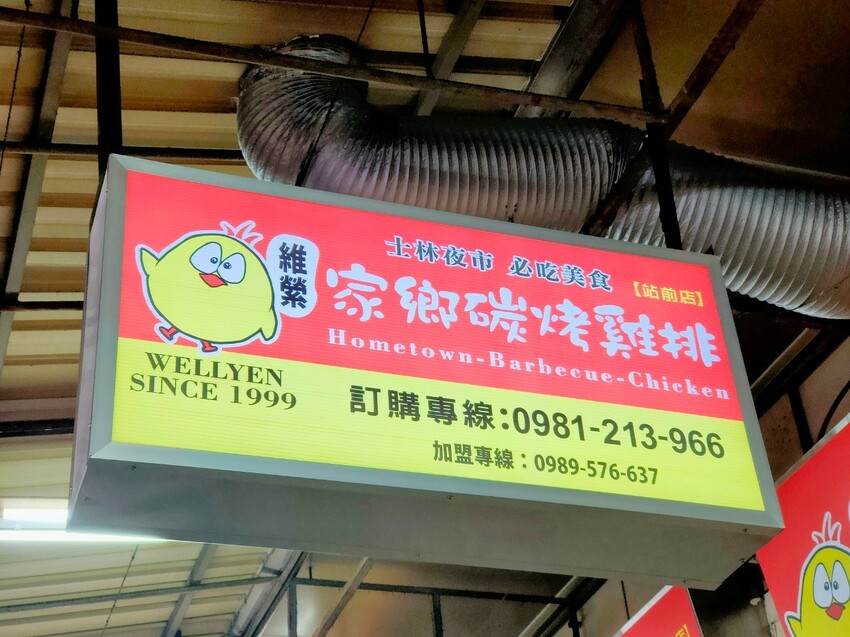 士林夜市 必吃美食
【站前店】
維縈
家鄉碳烤雞排
Hometown-Barbecue-Chicken
WELLYEN
SINCE 1999
訂購專線：0981-213-966
加盟專線：0989-576-637